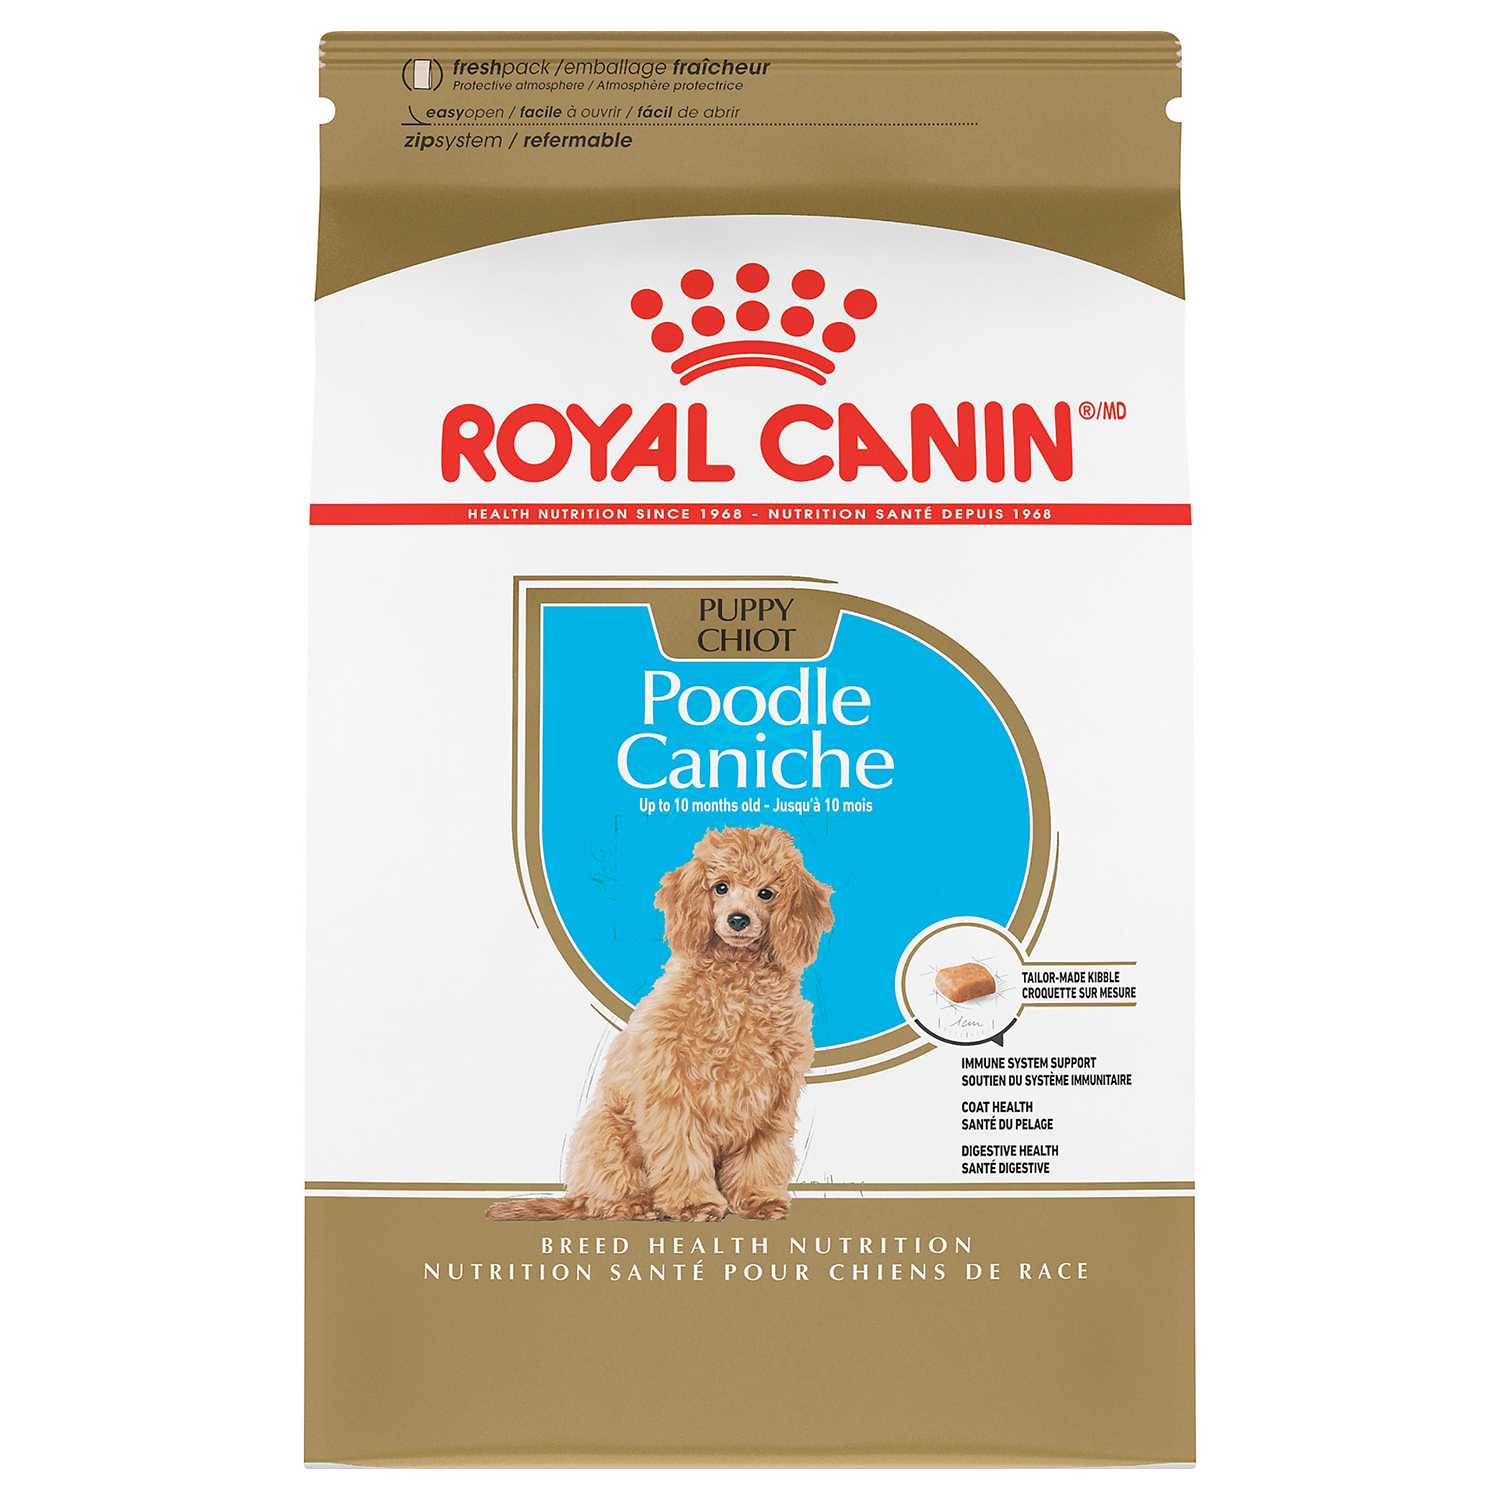 freshpack /emballage fraîcheur
Protective atmosphere / Atmosphère protectrice
easyopen / facile à ouvrir / fácil de abrir
zipsystem / refermable
ROYAL CANIN®/MD
HEALTH NUTRITION SINCE 1968 - NUTRITION SANTÉ DEPUIS 1968
PUPPY
CHIOT
Poodle
Caniche
Up to 10 months old - Jusqu'à 10 mois
TAILOR-MADE KIBBLE
CROQUETTE SUR MESURE
1cm
IMMUNE SYSTEM SUPPORT
SOUTIEN DU SYSTÈME IMMUNITAIRE
COAT HEALTH
SANTÉ DU PELAGE
DIGESTIVE HEALTH
SANTÉ DIGESTIVE
BREED HEALTH NUTRITION
NUTRITION SANTÉ POUR CHIENS DE RACE